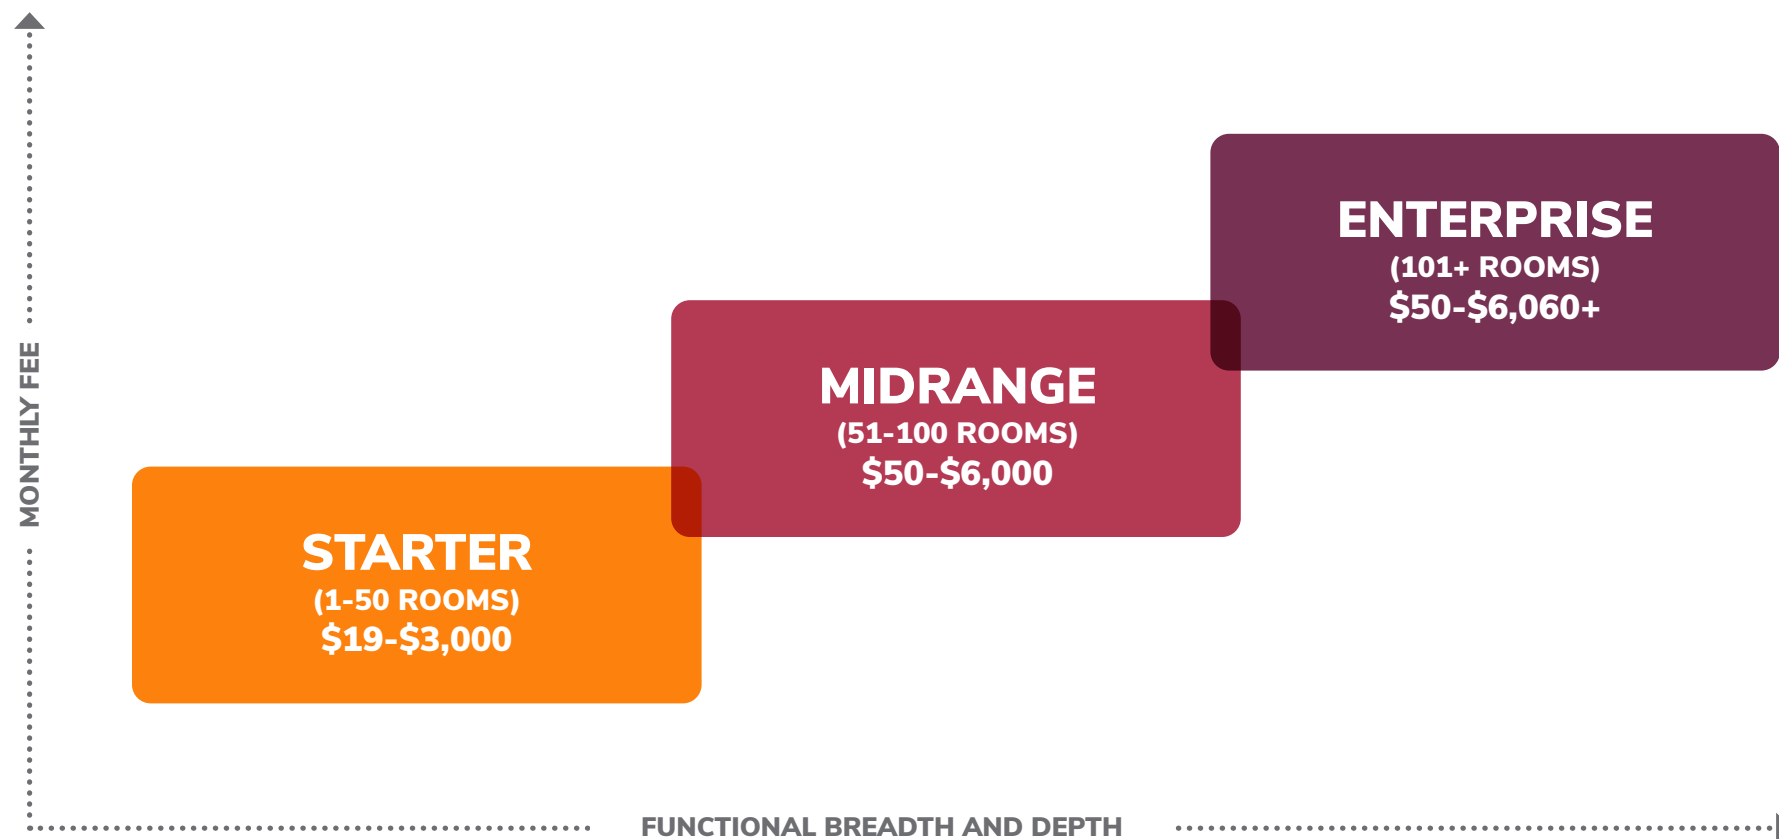 MONTHLY FEE
ENTERPRISE
(101+ ROOMS)
$50-$6,060+
MIDRANGE
(51-100 ROOMS)
$50-$6,000
STARTER
(1-50 ROOMS)
$19-$3,000
FUNCTIONAL BREADTH AND DEPTH